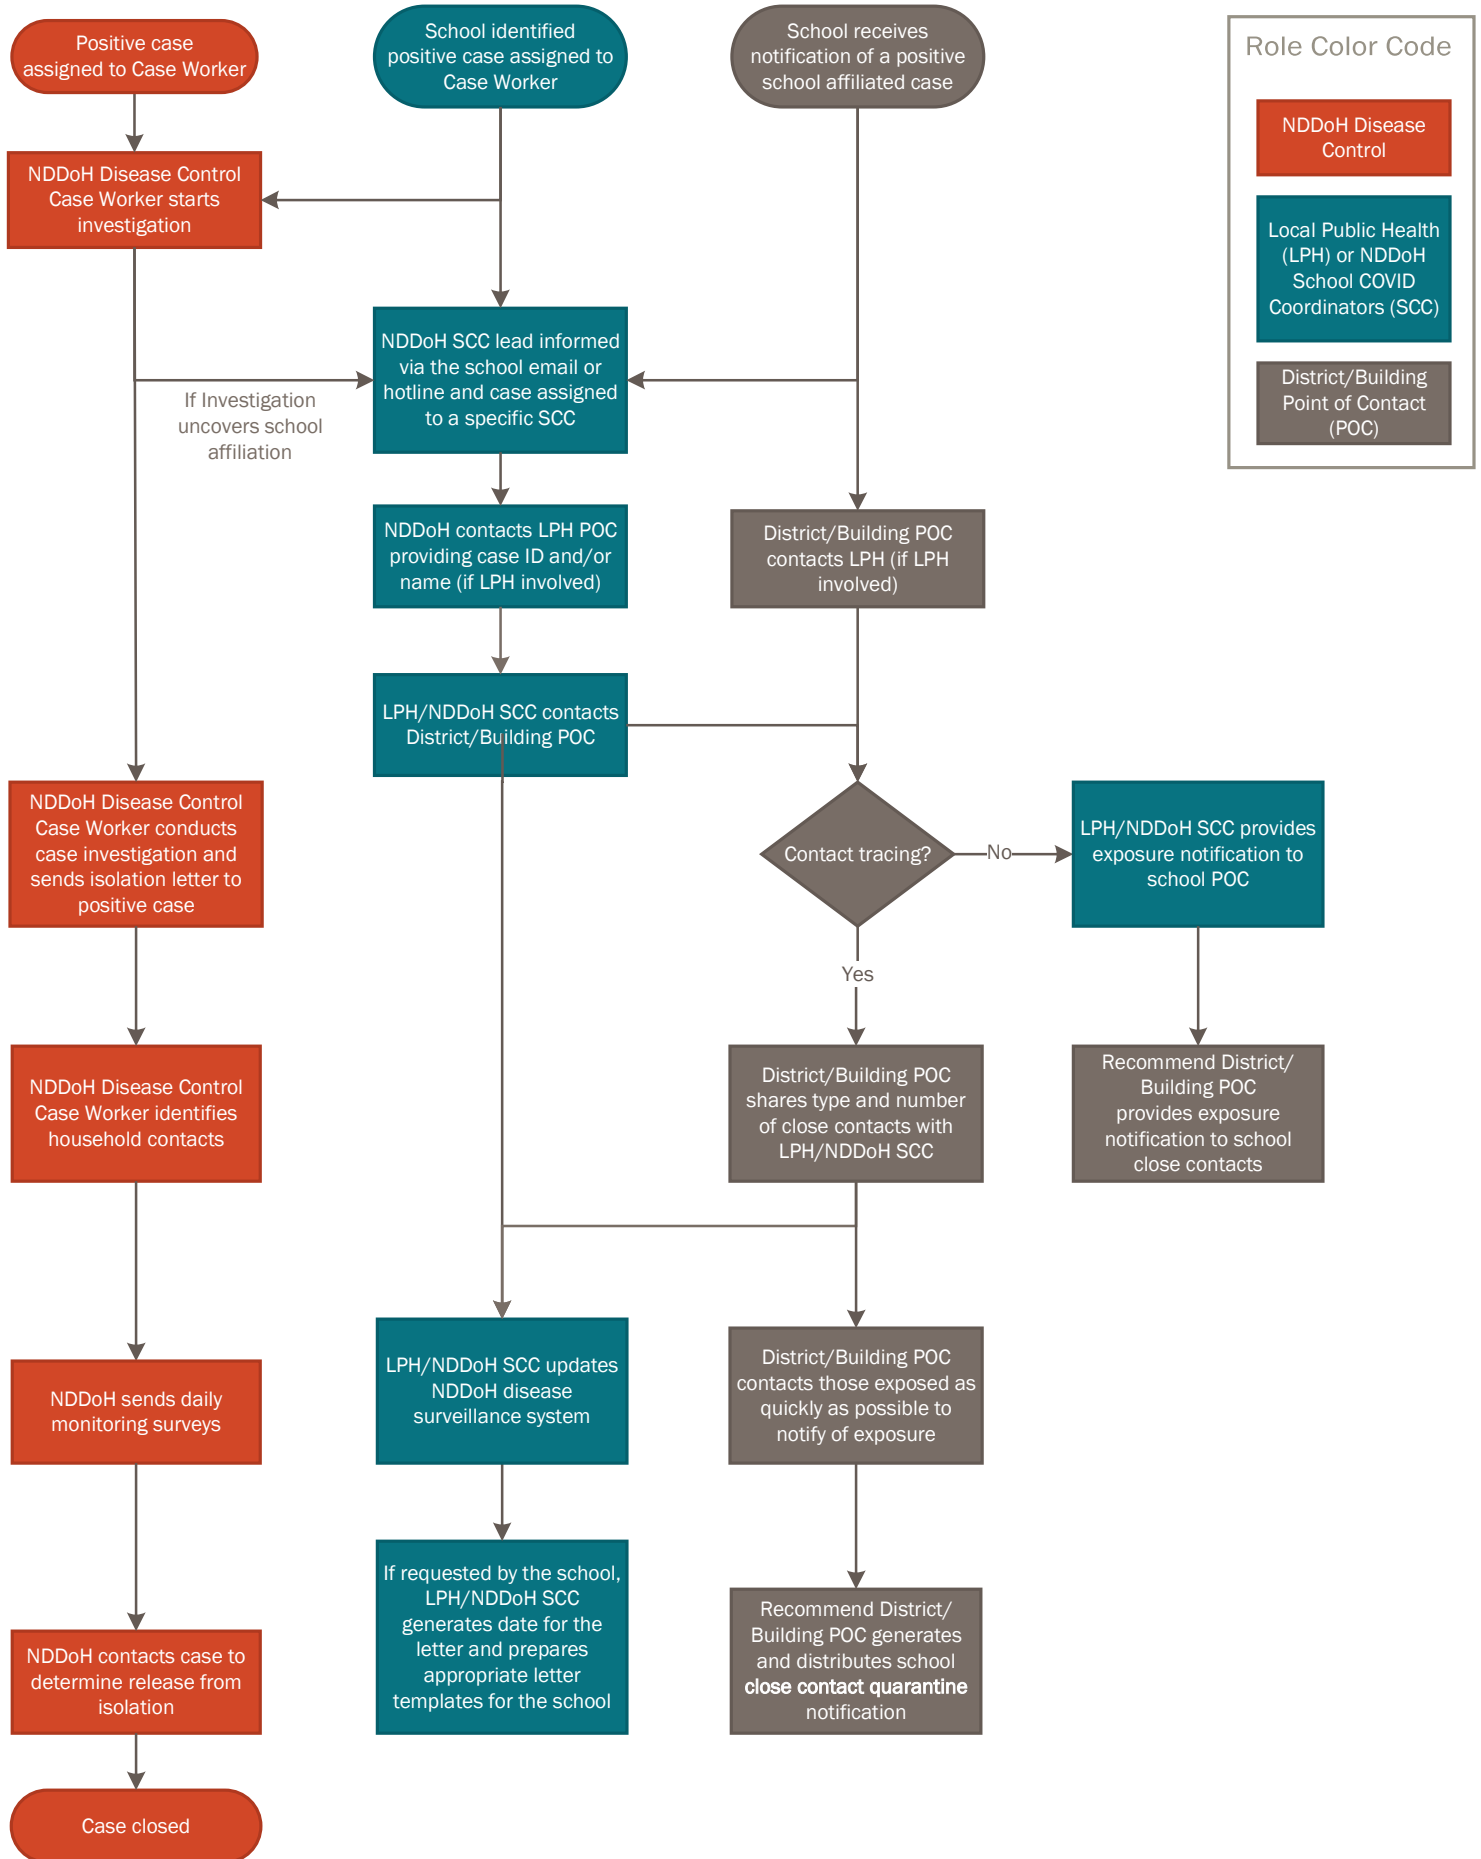 Positive case
assigned to Case Worker
School identified
positive case assigned to
Case Worker
School receives
notification of a positive
school affiliated case
Role Color Code
NDDoH Disease
Control
Local Public Health
(LPH) or NDDoH
School COVID
Coordinators (SCC)
District/Building
Point of Contact
(POC)
NDDoH Disease Control
Case Worker starts
investigation
NDDoH SCC lead informed
via the school email or
hotline and case assigned
to a specific SCC
If Investigation
uncovers school
affiliation
NDDoH contacts LPH POC
providing case ID and/or
name (if LPH involved)
District/Building POC
contacts LPH (if LPH
involved)
LPH/NDDoH SCC contacts
District/Building POC
NDDoH Disease Control
Case Worker conducts
case investigation and
sends isolation letter to
positive case
Contact tracing?
No
LPH/NDDoH SCC provides
exposure notification to
school POC
Yes
NDDoH Disease Control
Case Worker identifies
household contacts
District/Building POC
shares type and number
of close contacts with
LPH/NDDoH SCC
Recommend District/
Building POC
provides exposure
notification to school
close contacts
NDDoH sends daily
monitoring surveys
LPH/NDDoH SCC updates
NDDoH disease
surveillance system
District/Building POC
contacts those exposed as
quickly as possible to
notify of exposure
NDDoH contacts case to
determine release from
isolation
If requested by the school,
LPH/NDDoH SCC
generates date for the
letter and prepares
appropriate letter
templates for the school
Recommend District/
Building POC generates
and distributes school
close contact quarantine
notification
Case closed